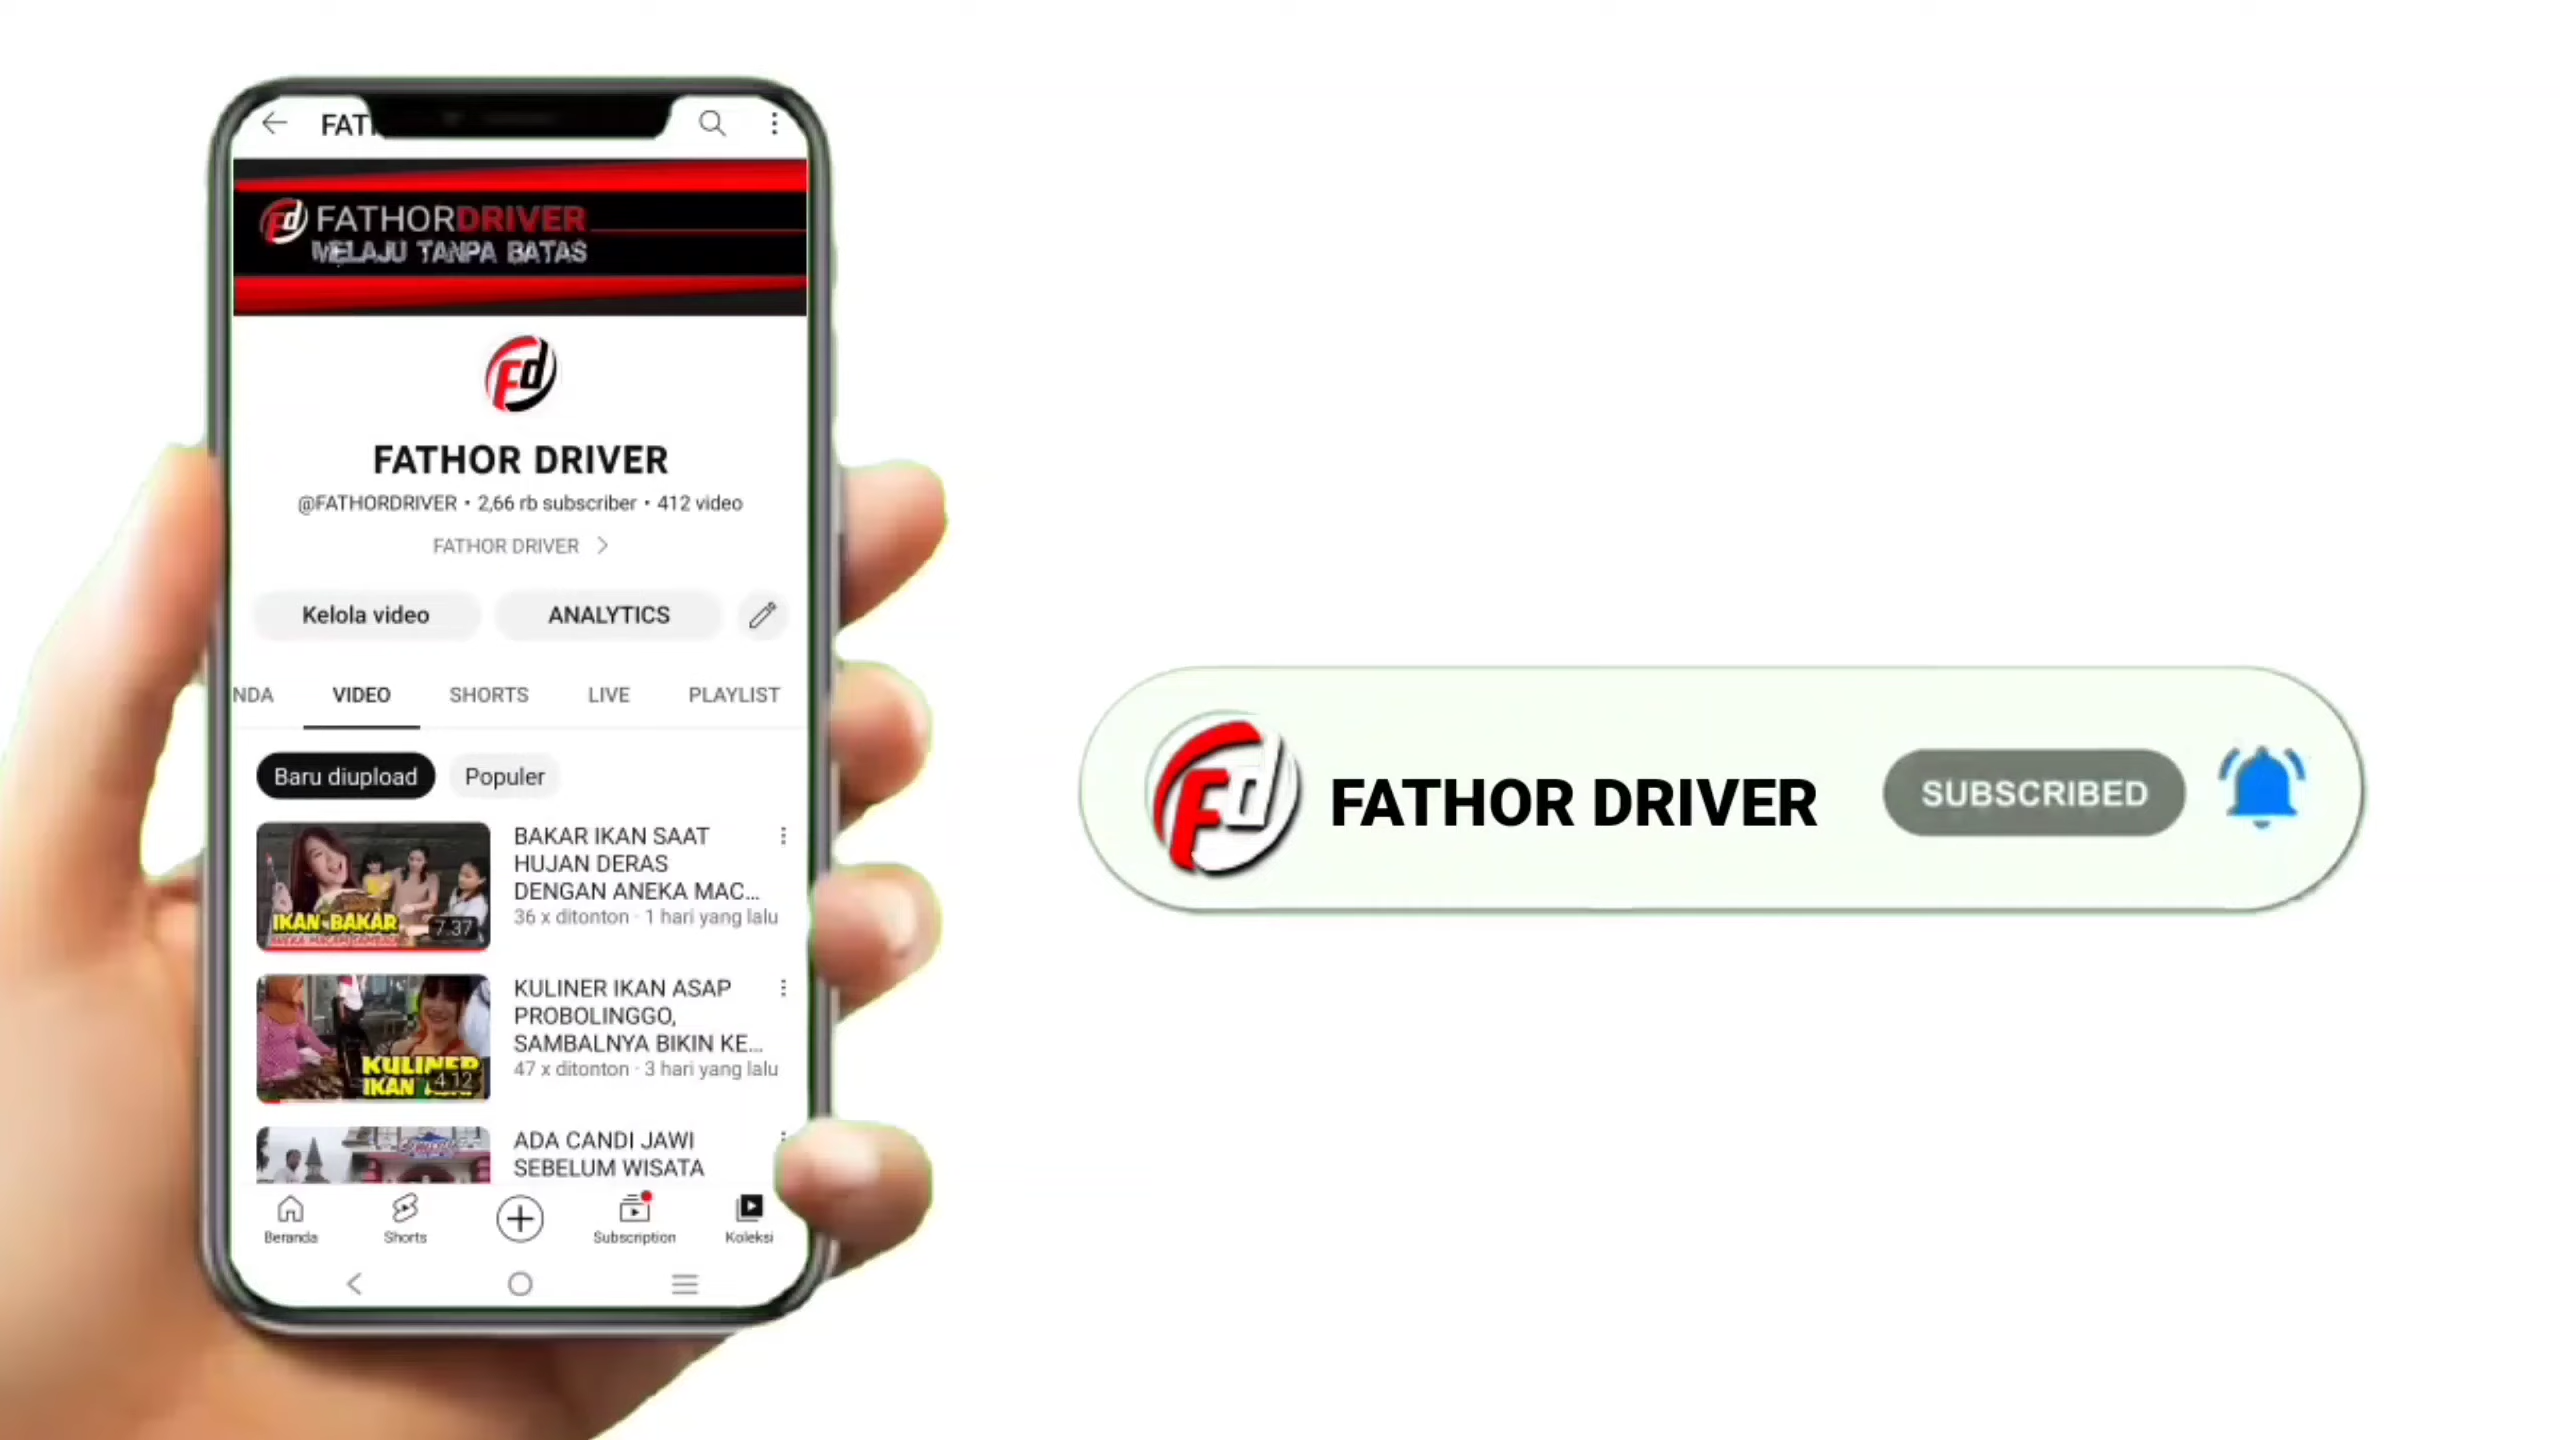 FAT
Fd FATHORDRIVER
MELAJU TANPA BATAS
Fd
FATHOR DRIVER
@FATHORDRIVER • 2,66 rb subscriber • 412 video
FATHOR DRIVER >
Kelola video
ANALYTICS
NDA VIDEO SHORTS LIVE PLAYLIST
Baru diupload Populer
BAKAR IKAN SAAT
HUJAN DERAS
DENGAN ANEKA MAC...
36 x ditonton · 1 hari yang lalu
IKAN BAKAR
7.37
KULINER IKAN ASAP
PROBOLINGGO,
SAMBALNYA BIKIN KE...
47 x ditonton · 3 hari yang lalu
KULINER
IKAN
4.12
ADA CANDI JAWI
SEBELUM WISATA
Beranda Shorts Subscription Koleksi
Fd
FATHOR DRIVER
SUBSCRIBED